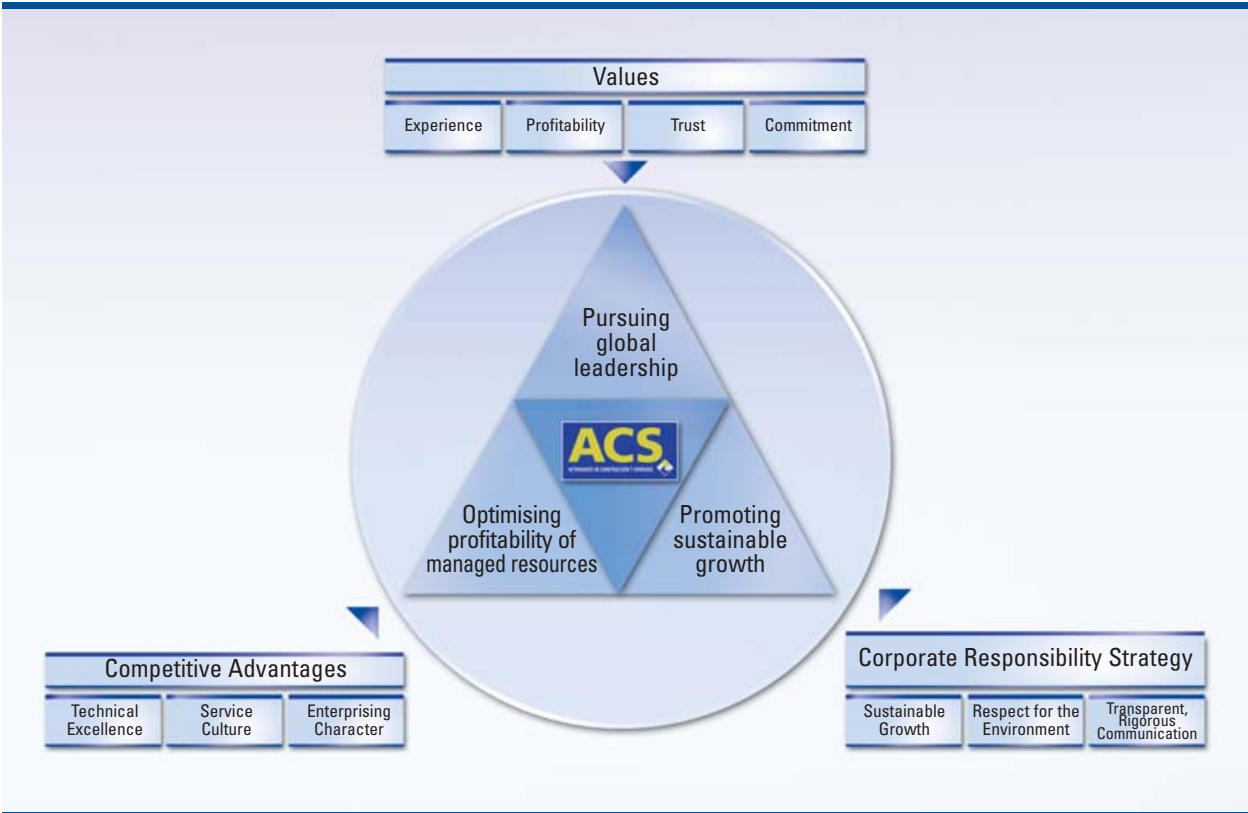 Values
Experience
Profitability
Trust
Commitment
Pursuing
global
leadership
ACS
Optimising
profitability of
managed resources
Promoting
sustainable
growth
Competitive Advantages
Technical
Excellence
Service
Culture
Enterprising
Character
Corporate Responsibility Strategy
Sustainable
Growth
Respect for the
Environment
Transparent,
Rigorous
Communication